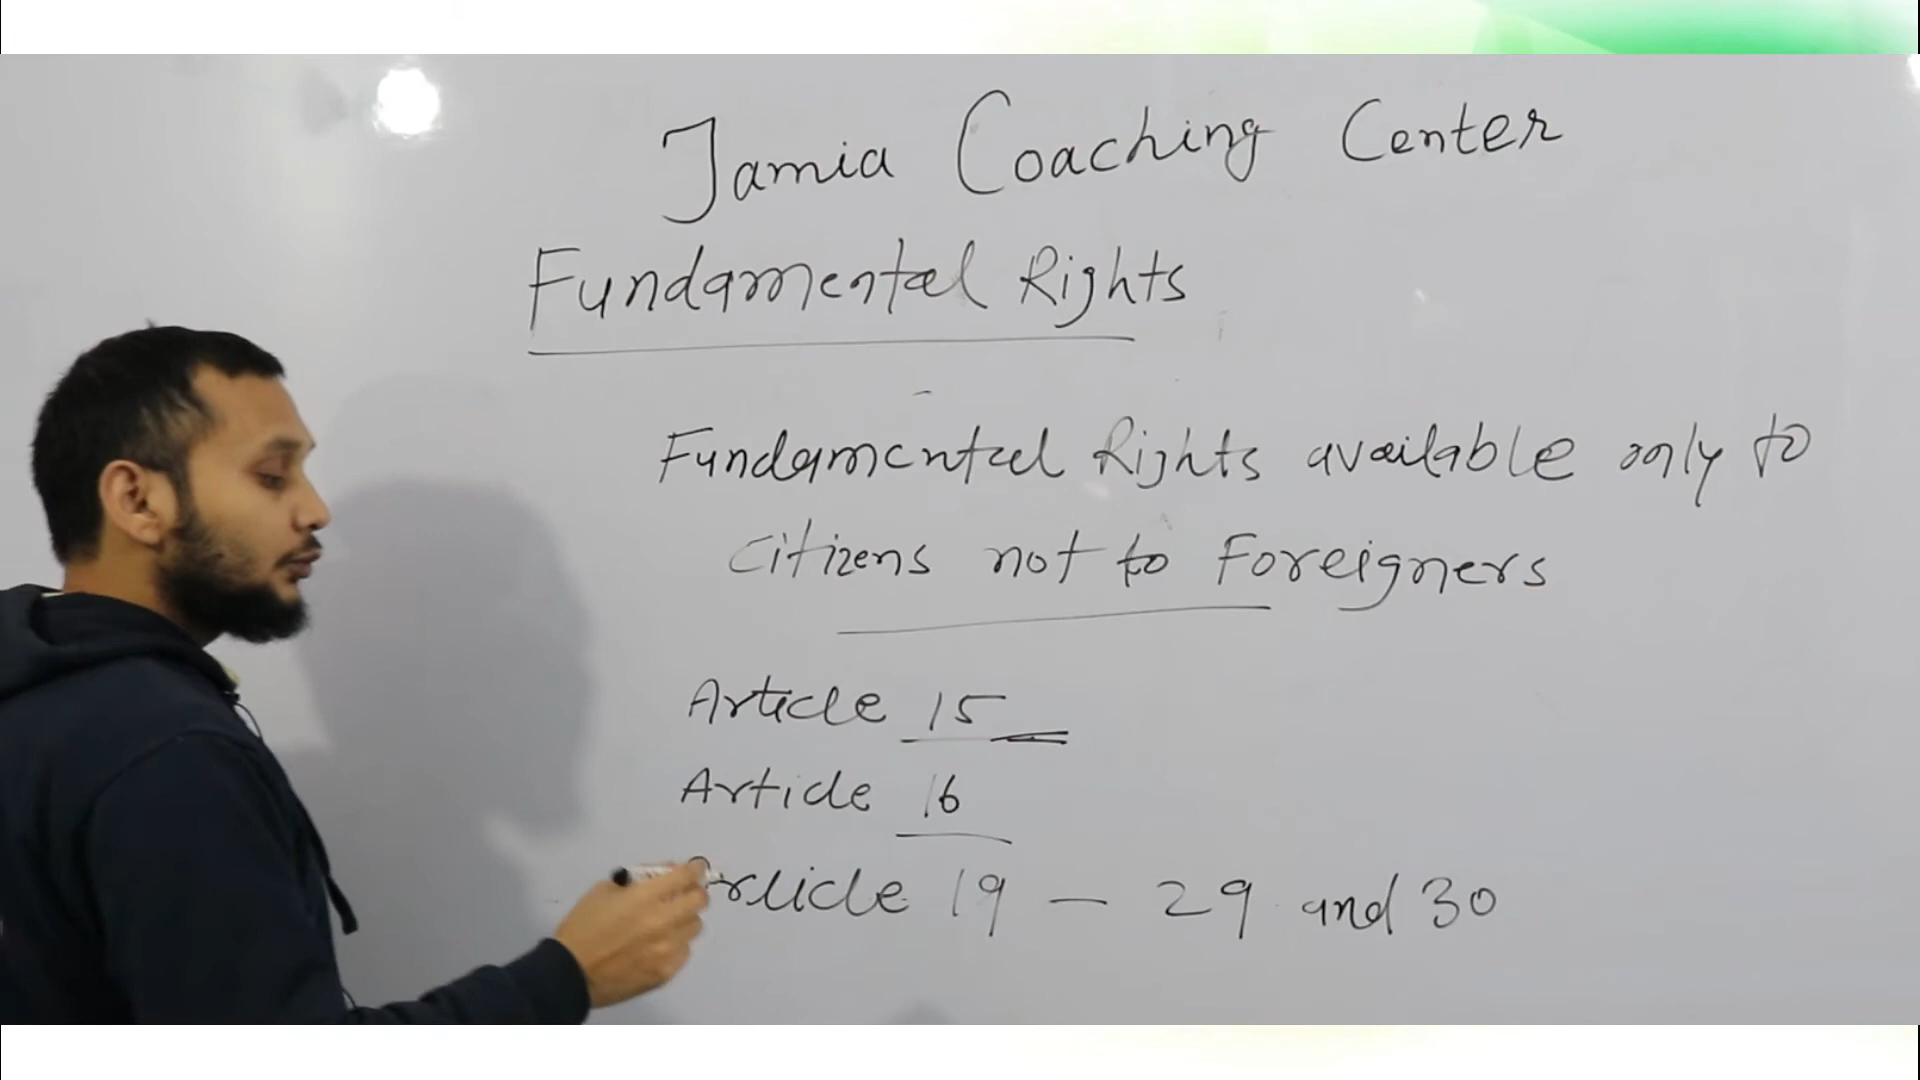 Jamia Coaching Center
Fundamental Rights
Fundamental Rights available only to
citizens not to Foreigners
Article 15
Article 16
Article 19 — 29 and 30